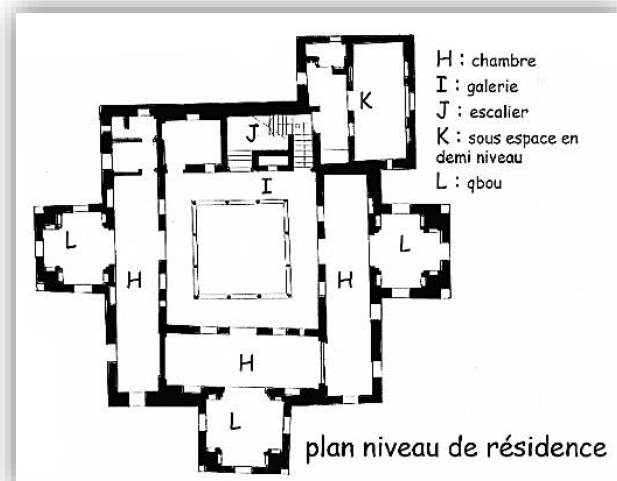 H : chambre
I : galerie
J : escalier
K : sous espace en
demi niveau
L : qbou
K
J
I
L
H
H
L
H
L
plan niveau de résidence